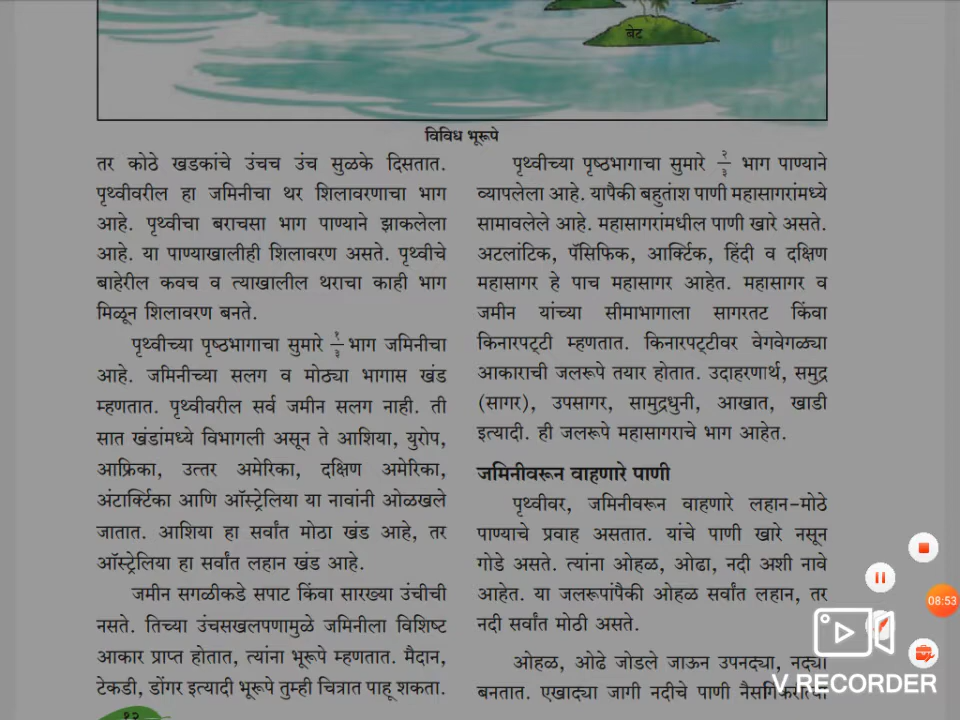 बेट
विविध भूरूपे
तर कोठे खडकांचे उंचच उंच सुळके दिसतात.
पृथ्वीवरील हा जमिनीचा थर शिलावरणाचा भाग
आहे. पृथ्वीचा बराचसा भाग पाण्याने झाकलेला
आहे. या पाण्याखालीही शिलावरण असते. पृथ्वीचे
बाहेरील कवच व त्याखालील थराचा काही भाग
मिळून शिलावरण बनते.
पृथ्वीच्या पृष्ठभागाचा सुमारे १/३ भाग जमिनीचा
आहे. जमिनीच्या सलग व मोठ्या भागास खंड
म्हणतात. पृथ्वीवरील सर्व जमीन सलग नाही. ती
सात खंडांमध्ये विभागली असून ते आशिया, युरोप,
आफ्रिका, उत्तर अमेरिका, दक्षिण अमेरिका,
अंटार्क्टिका आणि ऑस्ट्रेलिया या नावांनी ओळखले
जातात. आशिया हा सर्वांत मोठा खंड आहे, तर
ऑस्ट्रेलिया हा सर्वांत लहान खंड आहे.
जमीन सगळीकडे सपाट किंवा सारख्या उंचीची
नसते. तिच्या उंचसखलपणामुळे जमिनीला विशिष्ट
आकार प्राप्त होतात, त्यांना भूरूपे म्हणतात. मैदान,
टेकडी, डोंगर इत्यादी भूरूपे तुम्ही चित्रात पाहू शकता.
१२
पृथ्वीच्या पृष्ठभागाचा सुमारे २/३ भाग पाण्याने
व्यापलेला आहे. यापैकी बहुतांश पाणी महासागरांमध्ये
सामावलेले आहे. महासागरांमधील पाणी खारे असते.
अटलांटिक, पॅसिफिक, आर्क्टिक, हिंदी व दक्षिण
महासागर हे पाच महासागर आहेत. महासागर व
जमीन यांच्या सीमाभागाला सागरतट किंवा
किनारपट्टी म्हणतात. किनारपट्टीवर वेगवेगळ्या
आकाराची जलरूपे तयार होतात. उदाहरणार्थ, समुद्र
(सागर), उपसागर, सामुद्रधुनी, आखात, खाडी
इत्यादी. ही जलरूपे महासागराचे भाग आहेत.
जमिनीवरून वाहणारे पाणी
पृथ्वीवर, जमिनीवरून वाहणारे लहान-मोठे
पाण्याचे प्रवाह असतात. यांचे पाणी खारे नसून
गोडे असते. त्यांना ओहळ, ओढा, नदी अशी नावे
आहेत. या जलरूपांपैकी ओहळ सर्वांत लहान, तर
नदी सर्वांत मोठी असते.
ओहळ, ओढे जोडले जाऊन उपनद्या, नद्या
बनतात. एखाद्या जागी नदीचे पाणी
08:53
V RECORDER